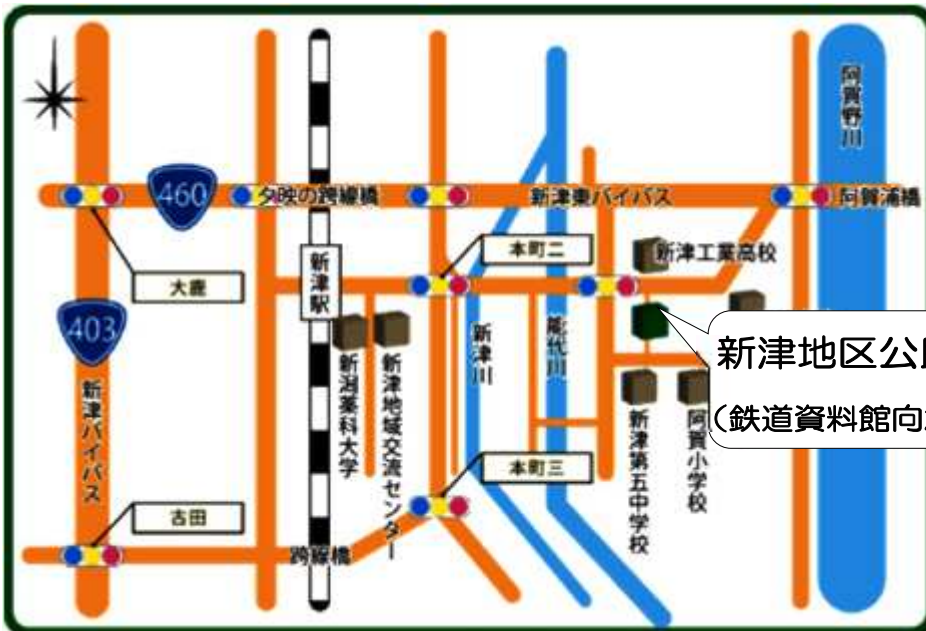 阿賀野川
460
夕映の跨線橋
新津東バイパス
阿賀浦橋
本町二
新津工業高校
大鹿
新津駅
403
新津川
能代川
新津地区公
(鉄道資料館向
新潟薬科大学
新津地域交流センター
新津バイパス
新津第五中学校
阿賀小学校
本町三
古田
跨線橋